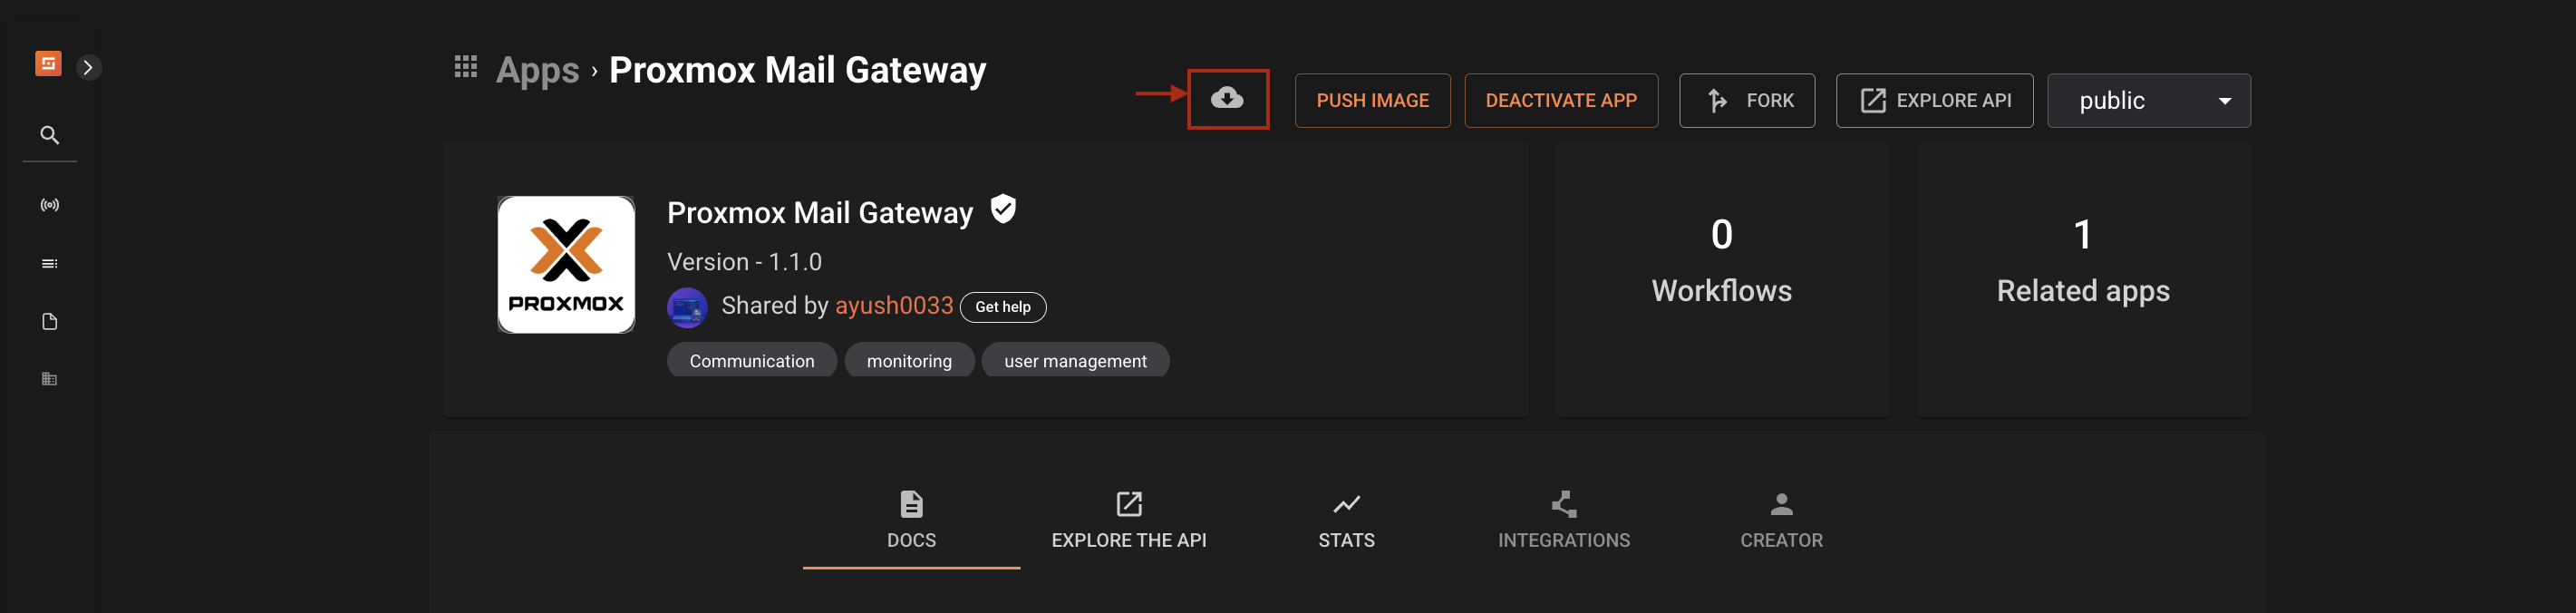 Apps › Proxmox Mail Gateway
PUSH IMAGE
DEACTIVATE APP
FORK
EXPLORE API
public
PROXMOX
Proxmox Mail Gateway
Version - 1.1.0
Shared by ayush0033 Get help
Communication monitoring user management
0
Workflows
1
Related apps
DOCS
EXPLORE THE API
STATS
INTEGRATIONS
CREATOR